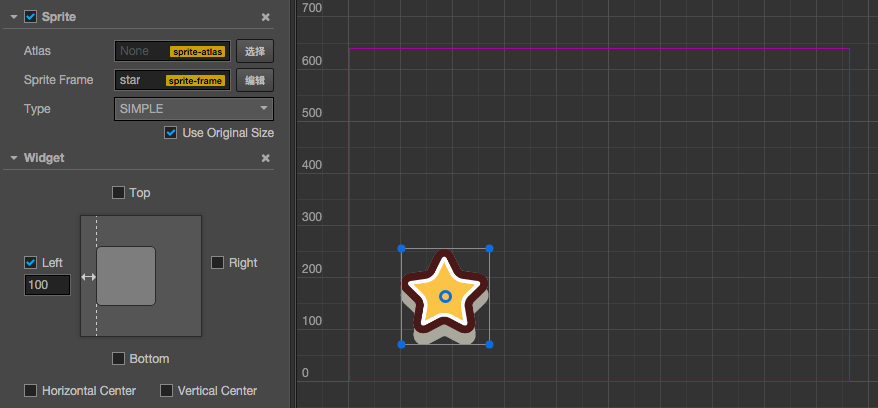 Sprite
Atlas None sprite-atlas 选择
Sprite Frame star sprite-frame 编辑
Type SIMPLE
Use Original Size
Widget
Top
Left Right
100
Bottom
Horizontal Center Vertical Center
700
600
500
400
300
200
100
0